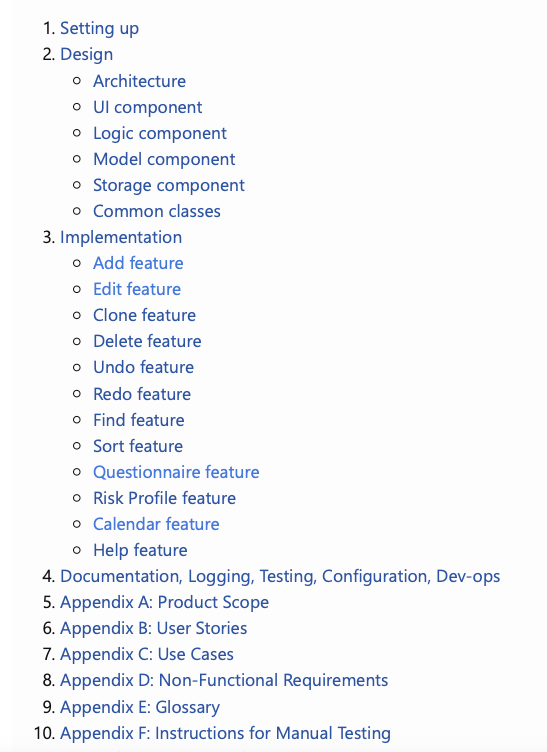 1. Setting up
2. Design
Architecture
UI component
Logic component
Model component
Storage component
Common classes
3. Implementation
Add feature
Edit feature
Clone feature
Delete feature
Undo feature
Redo feature
Find feature
Sort feature
Questionnaire feature
Risk Profile feature
Calendar feature
Help feature
4. Documentation, Logging, Testing, Configuration, Dev-ops
5. Appendix A: Product Scope
6. Appendix B: User Stories
7. Appendix C: Use Cases
8. Appendix D: Non-Functional Requirements
9. Appendix E: Glossary
10. Appendix F: Instructions for Manual Testing